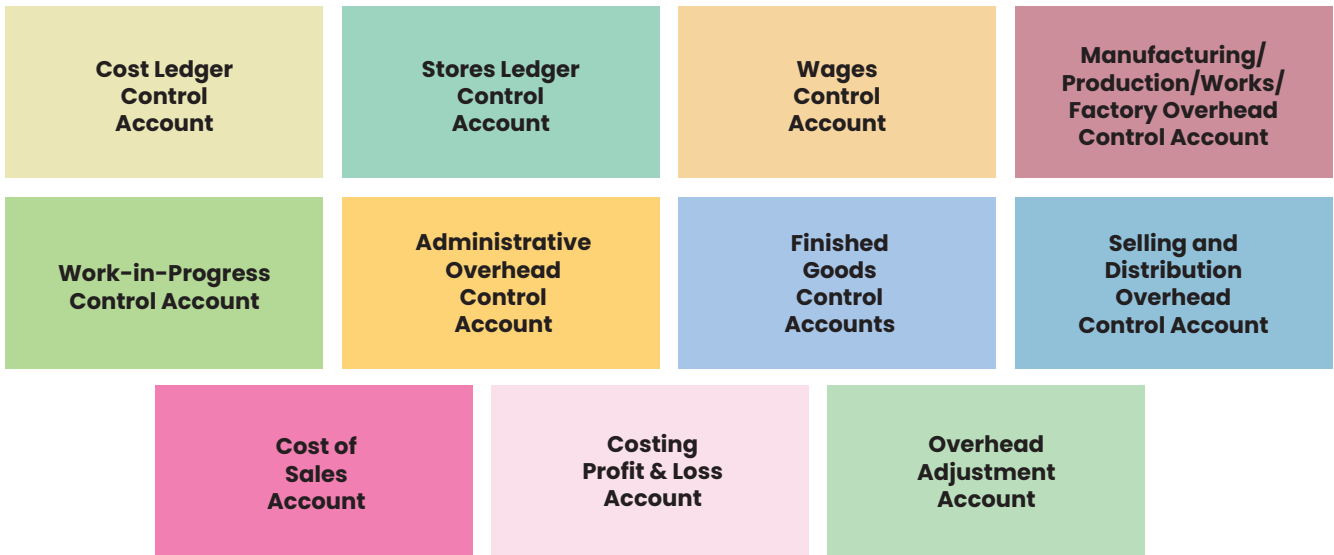 Cost Ledger
Control
Account
Stores Ledger
Control
Account
Wages
Control
Account
Manufacturing/
Production/Works/
Factory Overhead
Control Account
Work-in-Progress
Control Account
Administrative
Overhead
Control
Account
Finished
Goods
Control
Accounts
Selling and
Distribution
Overhead
Control Account
Cost of
Sales
Account
Costing
Profit & Loss
Account
Overhead
Adjustment
Account